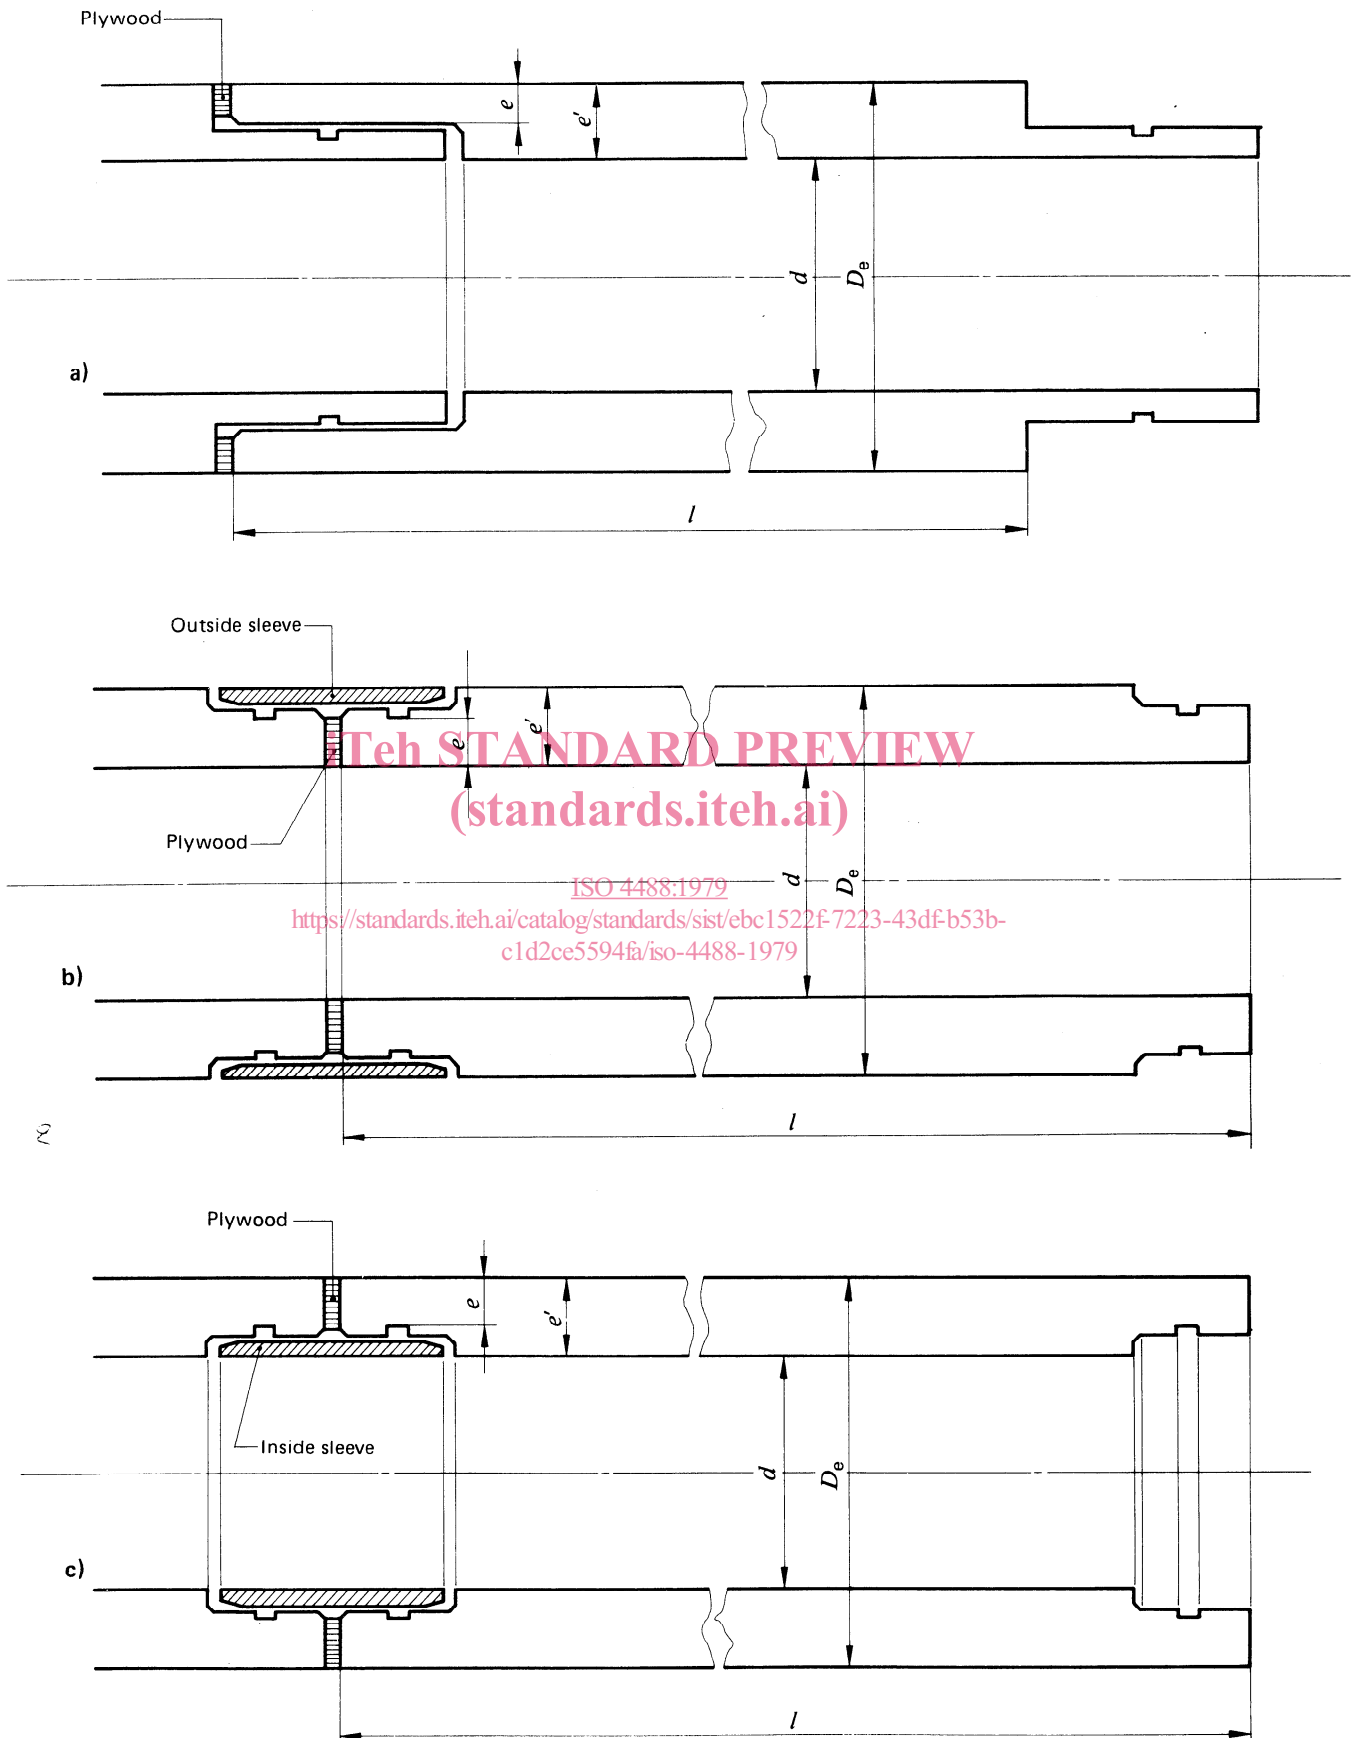 Plywood
e
e'
d
De
a)
l
Outside sleeve
e
e'
iTeh STANDARD PREVIEW
(standards.iteh.ai)
Plywood
d
De
ISO 4488:1979
https://standards.iteh.ai/catalog/standards/sist/ebc1522f-7223-43df-b53b-
c1d2ce5594fa/iso-4488-1979
b)
l
Plywood
e
e'
Inside sleeve
d
De
c)
l